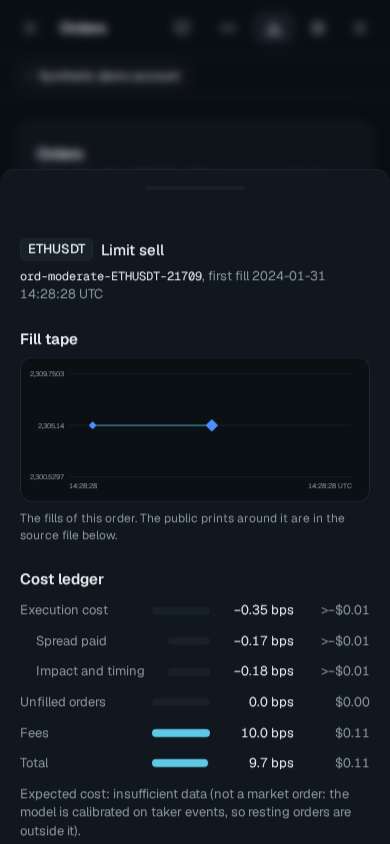 Orders
Synthetic demo account
Orders
ETHUSDT Limit sell
ord-moderate-ETHUSDT-21709, first fill 2024-01-31
14:28:28 UTC
Fill tape
2,309.7503
2,305.14
2,300.5297
14:28:28 14:28:28 UTC
The fills of this order. The public prints around it are in the
source file below.
Cost ledger
Execution cost −0.35 bps >−$0.01
Spread paid −0.17 bps >−$0.01
Impact and timing −0.18 bps >−$0.01
Unfilled orders 0.0 bps $0.00
Fees 10.0 bps $0.11
Total 9.7 bps $0.11
Expected cost: insufficient data (not a market order: the
model is calibrated on taker events, so resting orders are
outside it).